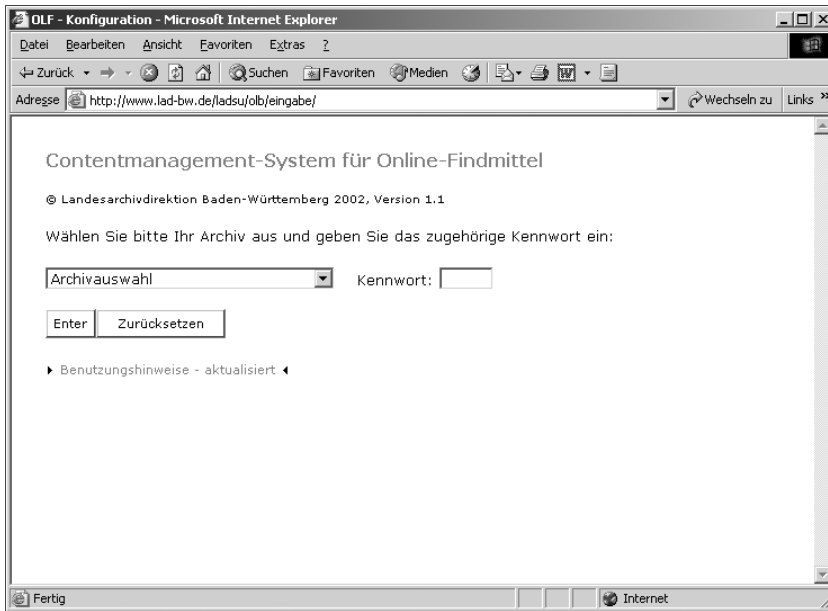 OLF - Konfiguration - Microsoft Internet Explorer
Datei Bearbeiten Ansicht Favoriten Extras ?
Zurück Suchen Favoriten Medien
Adresse http://www.lad-bw.de/ladsu/olb/eingabe/ Wechseln zu Links »
Contentmanagement-System für Online-Findmittel
© Landesarchivdirektion Baden-Württemberg 2002, Version 1.1
Wählen Sie bitte Ihr Archiv aus und geben Sie das zugehörige Kennwort ein:
Archivauswahl Kennwort:
Enter Zurücksetzen
Benutzungshinweise - aktualisiert
Fertig Internet